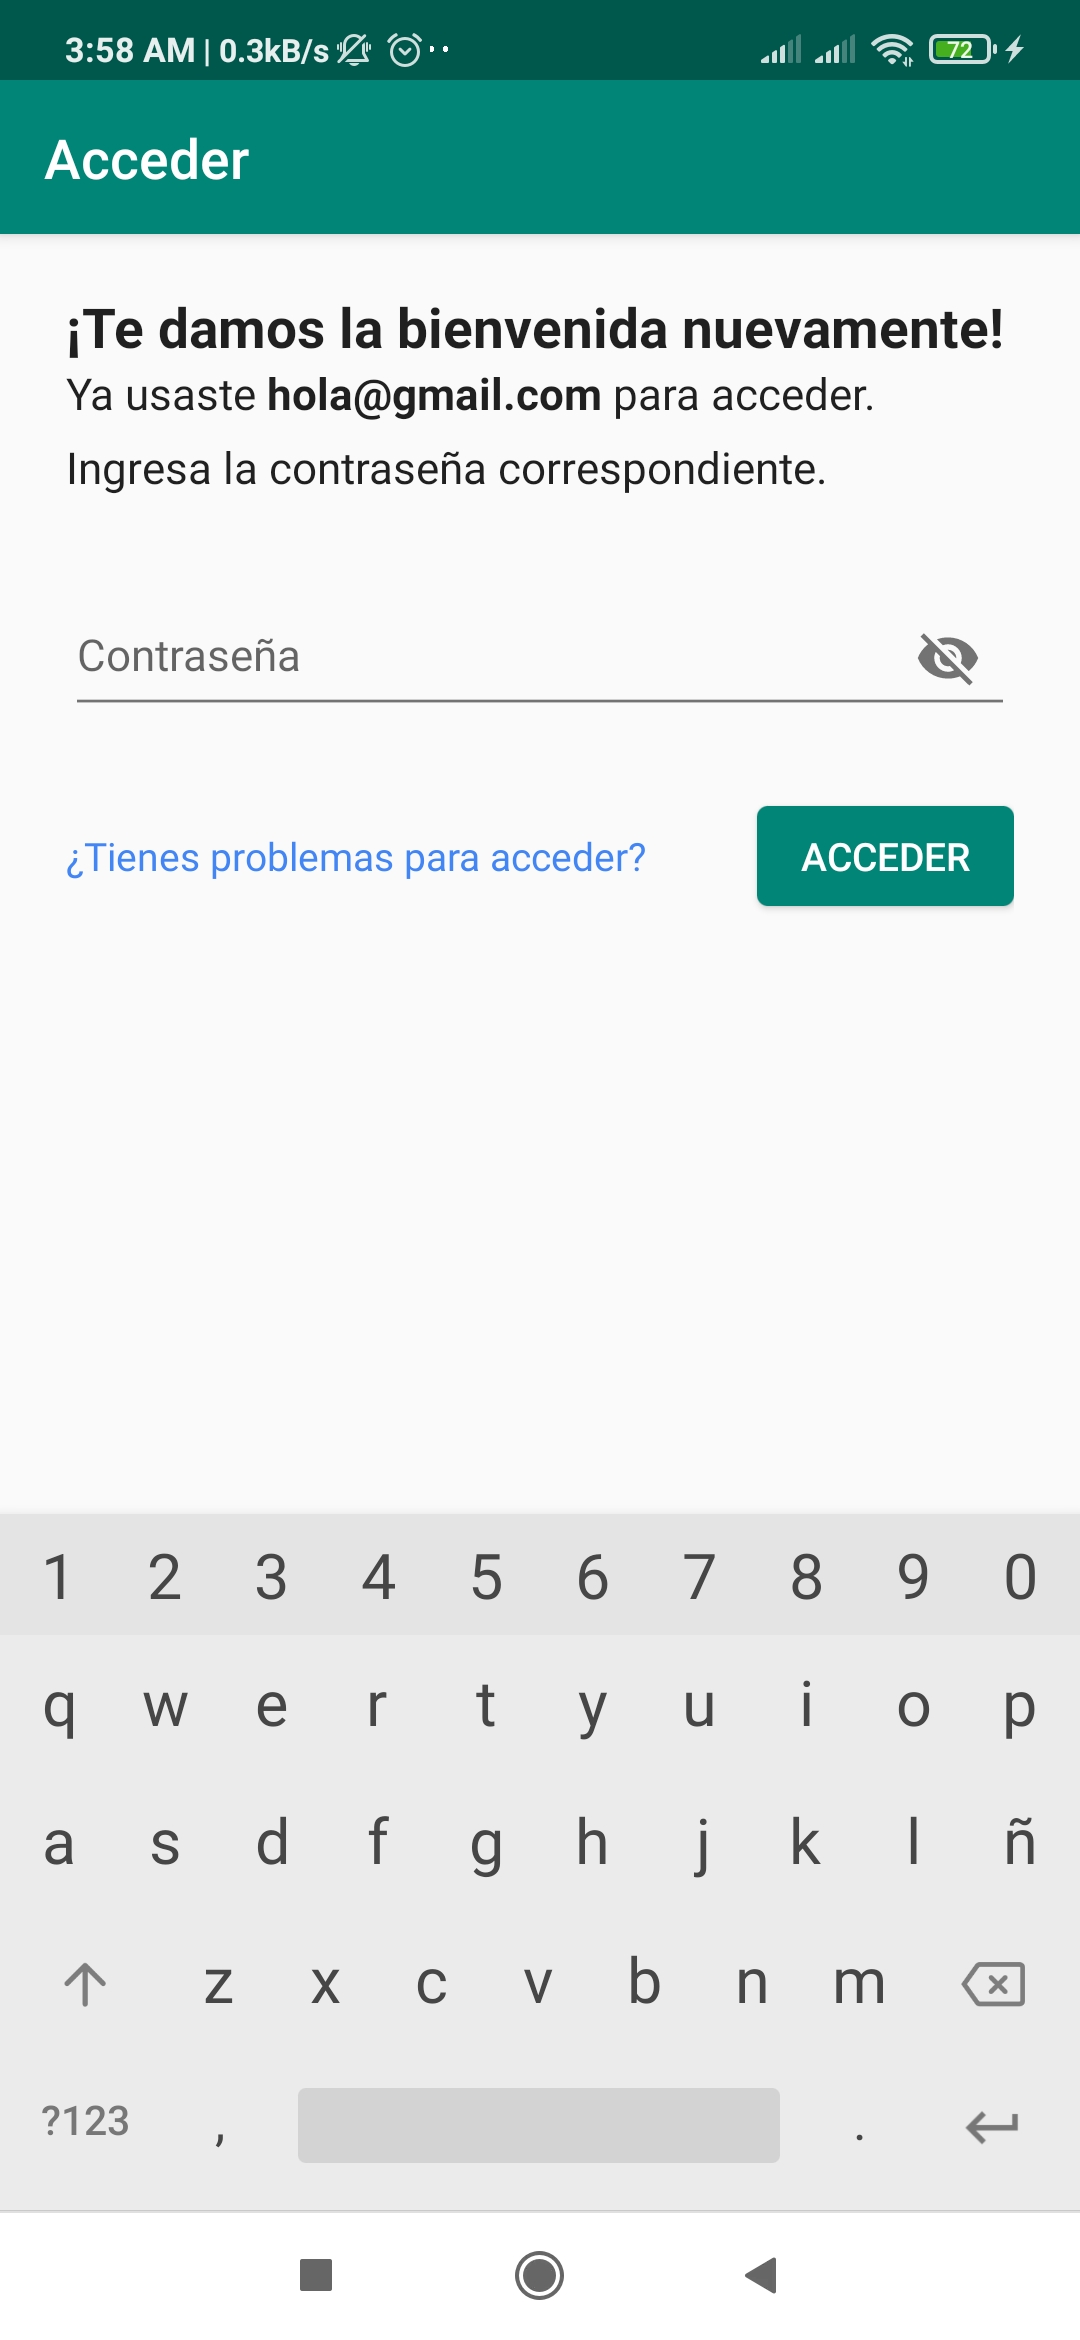 3:58 AM | 0.3kB/s
72
Acceder
¡Te damos la bienvenida nuevamente!
Ya usaste hola@gmail.com para acceder.
Ingresa la contraseña correspondiente.
Contraseña
¿Tienes problemas para acceder?
ACCEDER
1 2 3 4 5 6 7 8 9 0
q w e r t y u i o p
a s d f g h j k l ñ
z x c v b n m
?123 , .